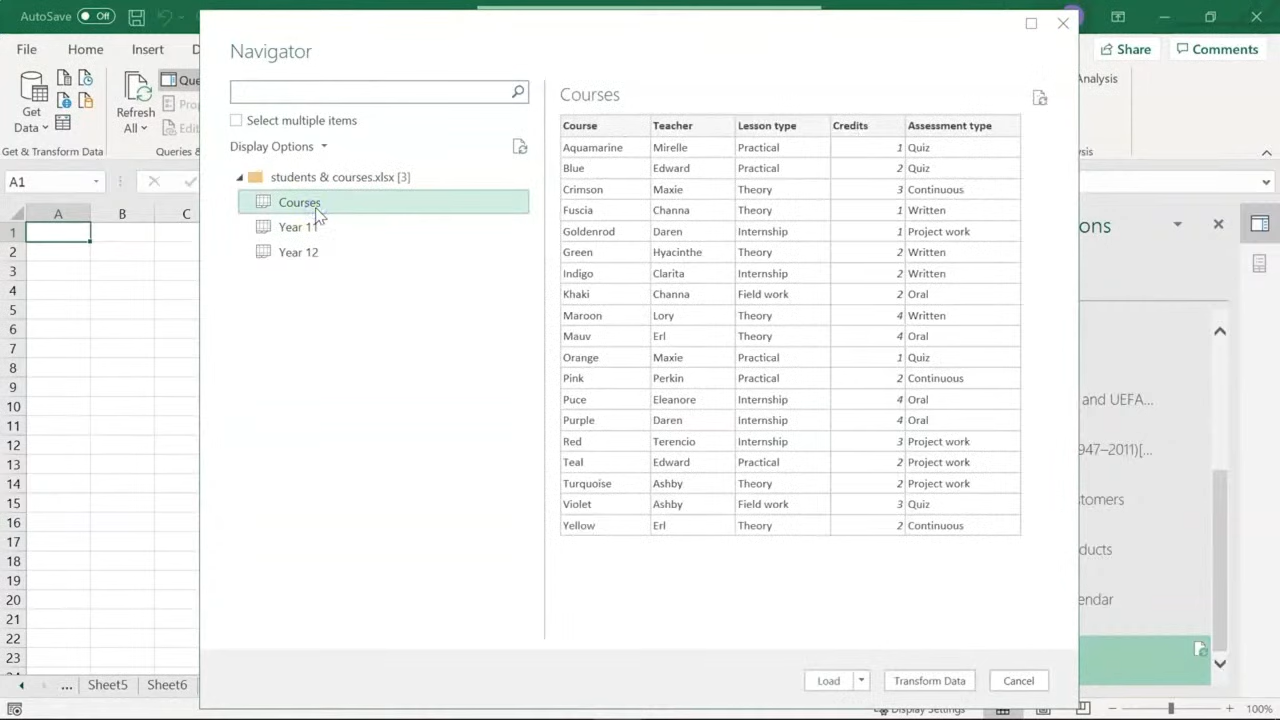 AutoSave Off
File Home Insert
Share Comments
Get Data
Refresh All
Que
Prop
Edit
Analysis
Get & Transform Data
Queries &
A1
A B C
1
2
3
4
5
6
7
8
9
10
11
12
13
14
15
16
17
18
19
20
21
22
23
... Sheet5 Sheet6
Navigator
Select multiple items
Display Options
students & courses.xlsx [3]
Courses
Year 11
Year 12
Courses
Course Teacher Lesson type Credits Assessment type
Aquamarine Mirelle Practical 1 Quiz
Blue Edward Practical 2 Quiz
Crimson Maxie Theory 3 Continuous
Fuscia Channa Theory 1 Written
Goldenrod Daren Internship 1 Project work
Green Hyacinthe Theory 2 Written
Indigo Clarita Internship 2 Written
Khaki Channa Field work 2 Oral
Maroon Lory Theory 4 Written
Mauv Erl Theory 4 Oral
Orange Maxie Practical 1 Quiz
Pink Perkin Practical 2 Continuous
Puce Eleanore Internship 4 Oral
Purple Daren Internship 4 Oral
Red Terencio Internship 3 Project work
Teal Edward Practical 2 Project work
Turquoise Ashby Theory 2 Project work
Violet Ashby Field work 3 Quiz
Yellow Erl Theory 2 Continuous
Load Transform Data Cancel
ons
and UEFA...
947–2011)[...
tomers
ducts
endar
Display Settings
100%